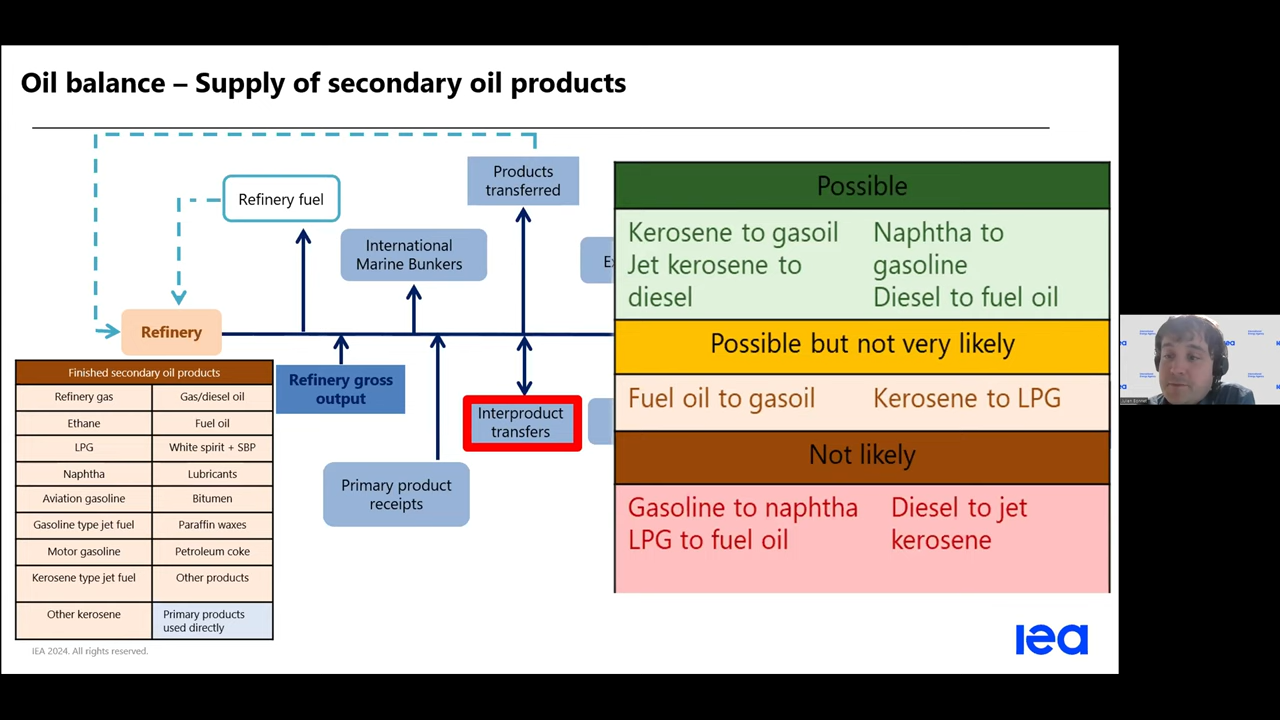 Oil balance – Supply of secondary oil products
Products
transferred
Refinery fuel
International
Marine Bunkers
Refinery
Refinery gross
output
Interproduct
transfers
Primary product
receipts
Finished secondary oil products
Refinery gas
Gas/diesel oil
Ethane
Fuel oil
LPG
White spirit + SBP
Naphtha
Lubricants
Aviation gasoline
Bitumen
Gasoline type jet fuel
Paraffin waxes
Motor gasoline
Petroleum coke
Kerosene type jet fuel
Other products
Other kerosene
Primary products
used directly
Possible
Kerosene to gasoil
Jet kerosene to
diesel
Naphtha to
gasoline
Diesel to fuel oil
Possible but not very likely
Fuel oil to gasoil
Kerosene to LPG
Not likely
Gasoline to naphtha
LPG to fuel oil
Diesel to jet
kerosene
IEA 2024. All rights reserved.
iea